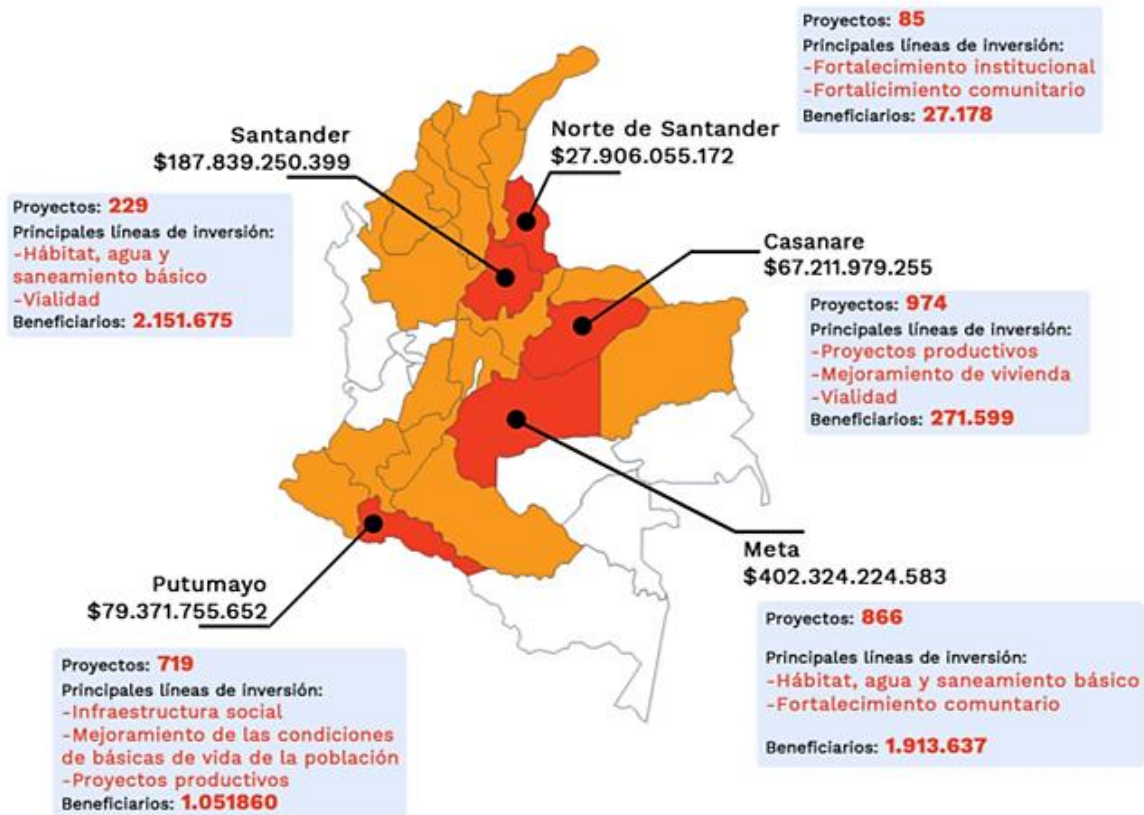 Proyectos: 85
Principales líneas de inversión:
-Fortalecimiento institucional
-Fortalicimiento comunitario
Beneficiarios: 27.178
Santander
$187.839.250.399
Norte de Santander
$27.906.055.172
Proyectos: 229
Principales líneas de inversión:
-Hábitat, agua y
saneamiento básico
-Vialidad
Beneficiarios: 2.151.675
Casanare
$67.211.979.255
Proyectos: 974
Principales líneas de inversión:
-Proyectos productivos
-Mejoramiento de vivienda
-Vialidad
Beneficiarios: 271.599
Meta
$402.324.224.583
Putumayo
$79.371.755.652
Proyectos: 866
Principales líneas de inversión:
-Hábitat, agua y saneamiento básico
-Fortalecimiento comuntario
Beneficiarios: 1.913.637
Proyectos: 719
Principales líneas de inversión:
-Infraestructura social
-Mejoramiento de las condiciones
de básicas de vida de la población
-Proyectos productivos
Beneficiarios: 1.051860